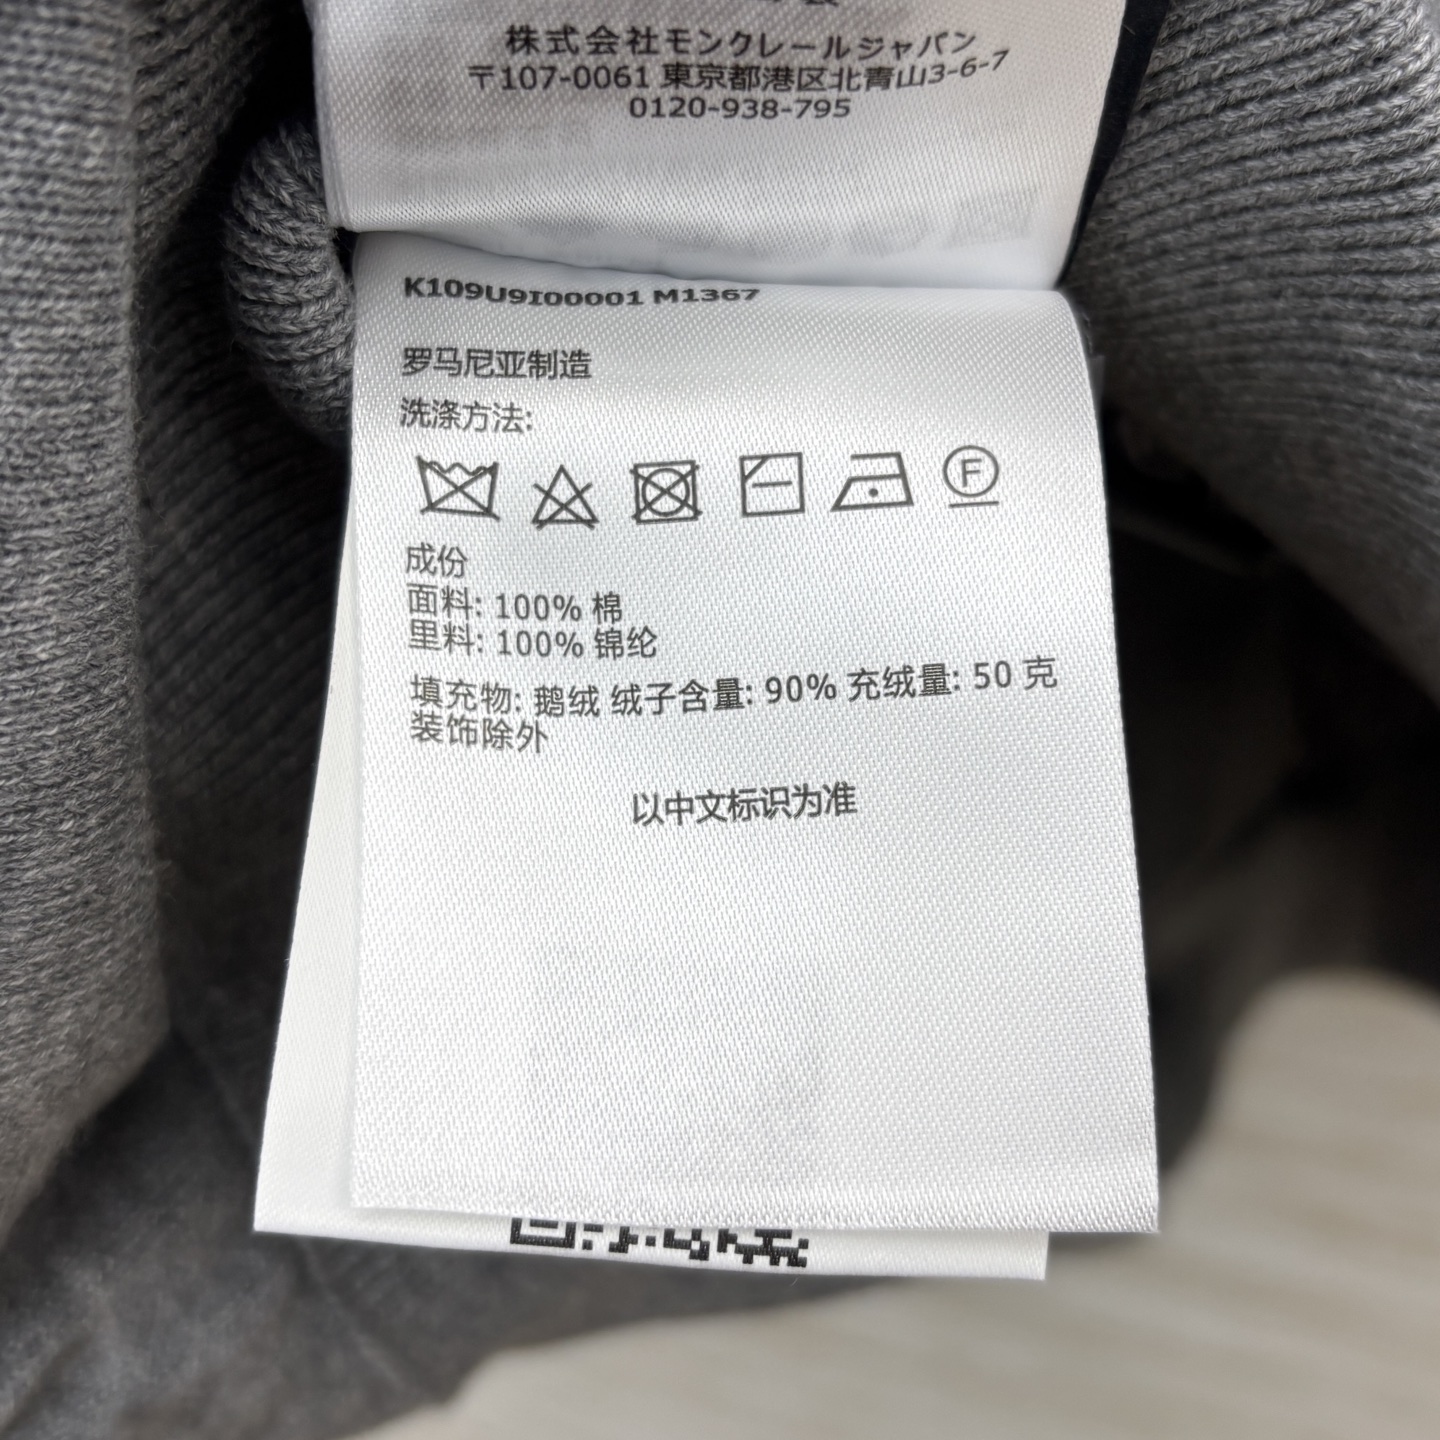 株式会社モンクレールジャパン
〒107-0061 東京都港区北青山3-6-7
0120-938-795
K109U9I00001 M1367
罗马尼亚制造
洗涤方法:
F
成份
面料: 100% 棉
里料: 100% 锦纶
填充物: 鹅绒 绒子含量: 90% 充绒量: 50 克
装饰除外
以中文标识为准